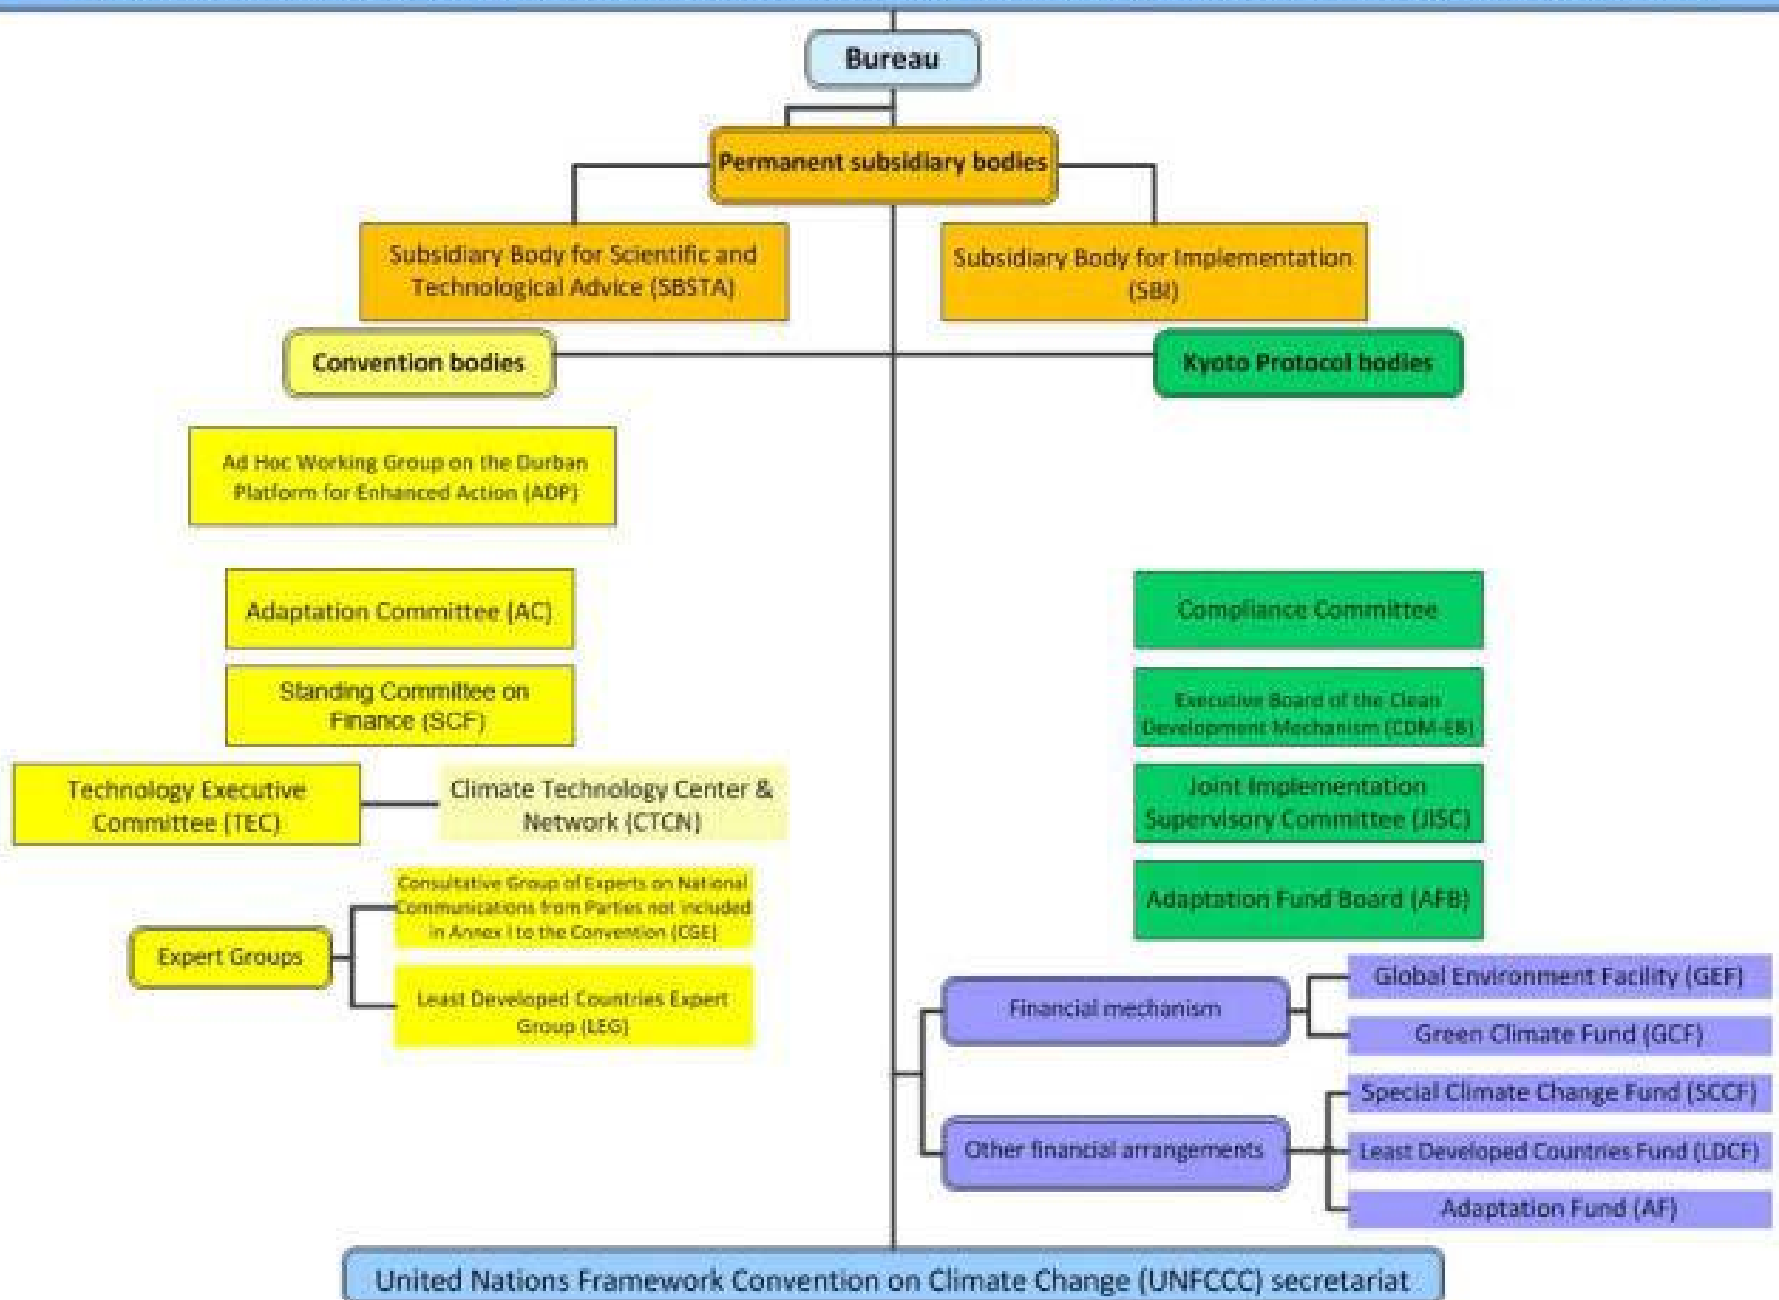 Bureau
Permanent subsidiary bodies
Subsidiary Body for Scientific and
Technological Advice (SBSTA)
Subsidiary Body for Implementation
(SBI)
Convention bodies
Kyoto Protocol bodies
Ad Hoc Working Group on the Durban
Platform for Enhanced Action (ADP)
Adaptation Committee (AC)
Compliance Committee
Standing Committee on
Finance (SCF)
Executive Board of the Clean
Development Mechanism (CDM-EB)
Technology Executive
Committee (TEC)
Climate Technology Center &
Network (CTCN)
Joint Implementation
Supervisory Committee (JISC)
Expert Groups
Consultative Group of Experts on National
Communications from Parties not included
in Annex I to the Convention (CGE)
Least Developed Countries Expert
Group (LEG)
Adaptation Fund Board (AFB)
Financial mechanism
Global Environment Facility (GEF)
Green Climate Fund (GCF)
Other financial arrangements
Special Climate Change Fund (SCCF)
Least Developed Countries Fund (LDCF)
Adaptation Fund (AF)
United Nations Framework Convention on Climate Change (UNFCCC) secretariat